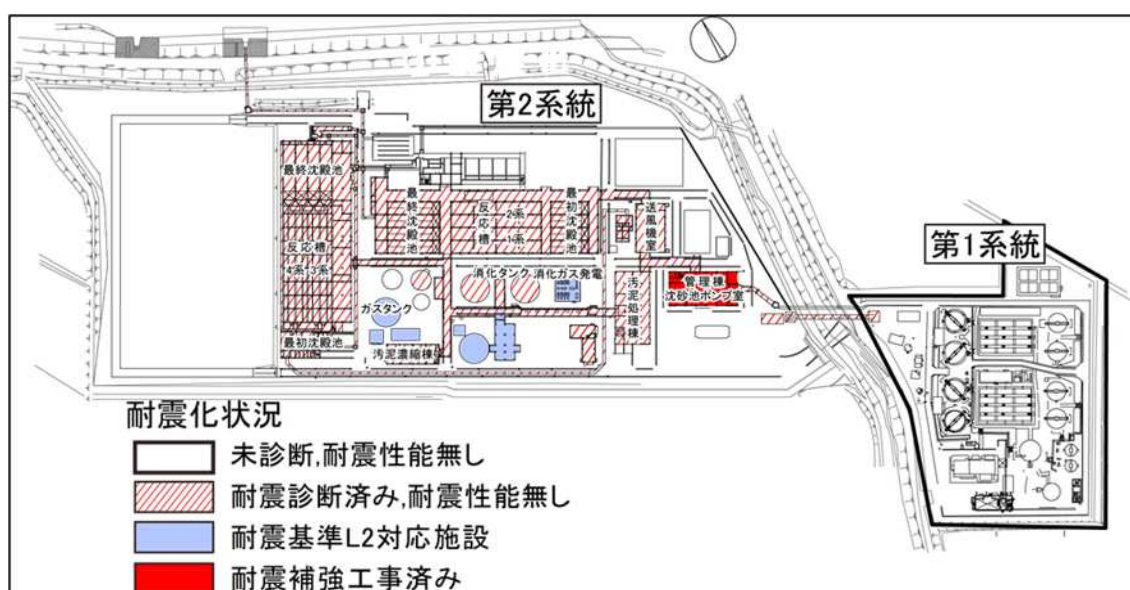 第2系統
第1系統
最終沈殿池
反応槽
4系 3系
最初沈殿池
最終沈殿池
反応槽
2系
1系
最初沈殿池
送風機室
消化タンク
消化ガス発電
ガスタンク
汚泥濃縮棟
汚泥処理棟
管理棟
沈砂池ポンプ室
耐震化状況
未診断,耐震性能無し
耐震診断済み,耐震性能無し
耐震基準L2対応施設
耐震補強工事済み